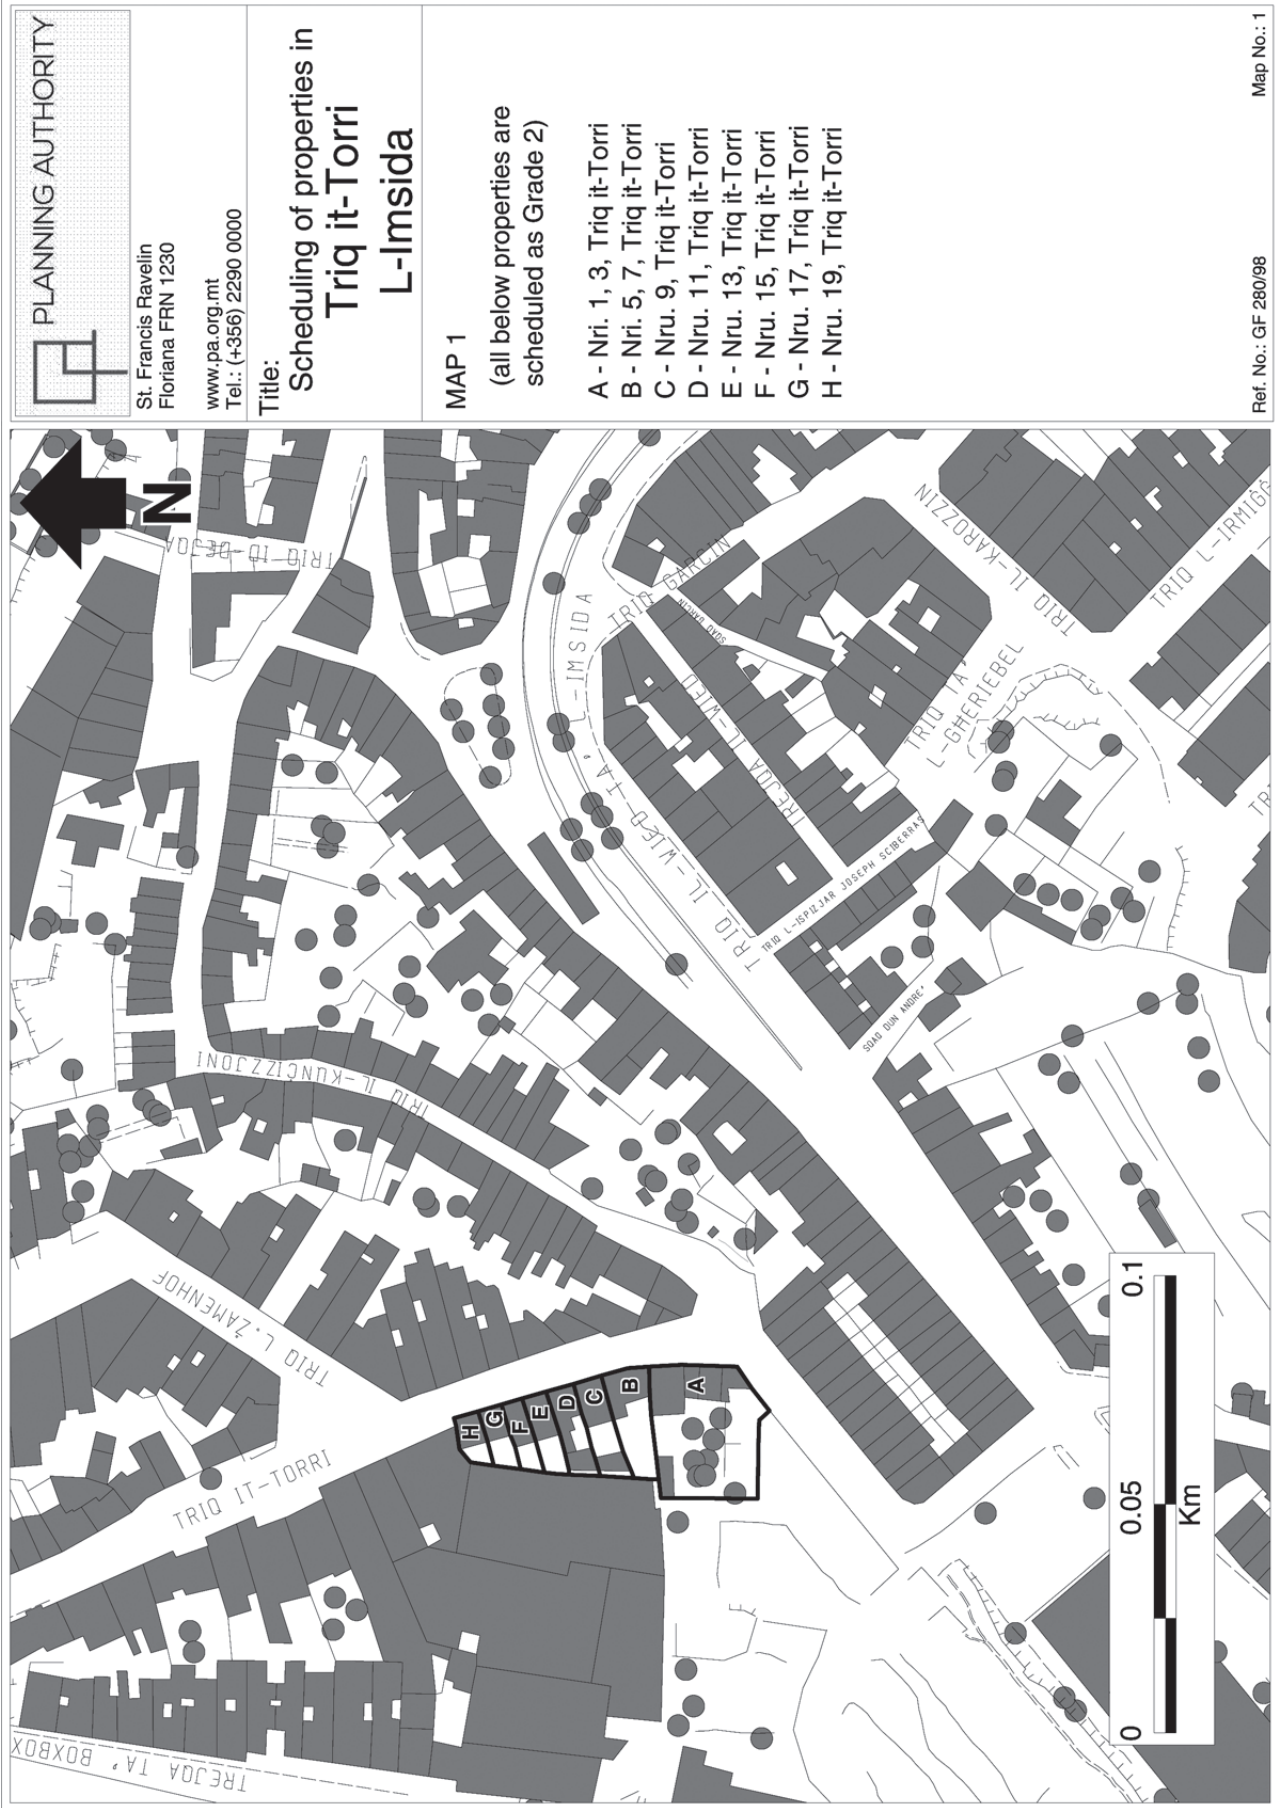 PLANNING AUTHORITY
St. Francis Ravelin
Floriana FRN 1230
www.pa.org.mt
Tel.: (+356) 2290 0000
Title:
Scheduling of properties in
Triq it-Torri
L-Imsida
MAP 1
(all below properties are
scheduled as Grade 2)
A - Nri. 1, 3, Triq it-Torri
B - Nri. 5, 7, Triq it-Torri
C - Nru. 9, Triq it-Torri
D - Nru. 11, Triq it-Torri
E - Nru. 13, Triq it-Torri
F - Nru. 15, Triq it-Torri
G - Nru. 17, Triq it-Torri
H - Nru. 19, Triq it-Torri
Ref. No.: GF 280/98
Map No.: 1
N
TREJQA TA' BOXBOX
TRIQ IT-TORRI
TRIQ L. ŻAMENHOF
TRIQ IL-KUNĊIZZJONI
TRIQ ID-DEJQA
H
G
F
E
D
C
B
A
TRIQ IL-WIED TA' L-IMSIDA
TRIQ GARCIN
SQAQ GARCIN
TREJQA IL-WIED
TRIQ L-ISPIŻJAR JOSEPH SCIBERRAS
SQAQ DUN ANDRE'
TRIQ TA'
L-GĦERIEBEL
TRIQ IL-KAROZZIN
TRIQ L-IRMIĠĠ
TR
0
0.05
0.1
Km